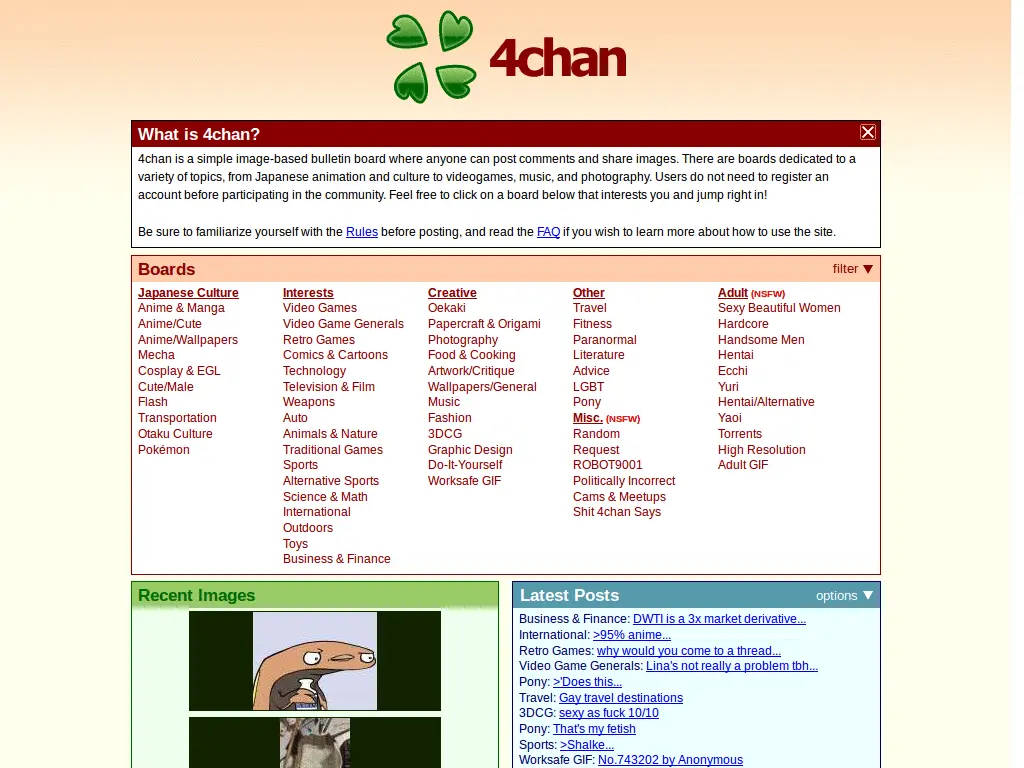 4chan
What is 4chan?
4chan is a simple image-based bulletin board where anyone can post comments and share images. There are boards dedicated to a
variety of topics, from Japanese animation and culture to videogames, music, and photography. Users do not need to register an
account before participating in the community. Feel free to click on a board below that interests you and jump right in!
Be sure to familiarize yourself with the Rules before posting, and read the FAQ if you wish to learn more about how to use the site.
Boards
filter ▼
Japanese Culture
Anime & Manga
Anime/Cute
Anime/Wallpapers
Mecha
Cosplay & EGL
Cute/Male
Flash
Transportation
Otaku Culture
Pokémon
Interests
Video Games
Video Game Generals
Retro Games
Comics & Cartoons
Technology
Television & Film
Weapons
Auto
Animals & Nature
Traditional Games
Sports
Alternative Sports
Science & Math
International
Outdoors
Toys
Business & Finance
Creative
Oekaki
Papercraft & Origami
Photography
Food & Cooking
Artwork/Critique
Wallpapers/General
Music
Fashion
3DCG
Graphic Design
Do-It-Yourself
Worksafe GIF
Other
Travel
Fitness
Paranormal
Literature
Advice
LGBT
Pony
Misc. (NSFW)
Random
Request
ROBOT9001
Politically Incorrect
Cams & Meetups
Shit 4chan Says
Adult (NSFW)
Sexy Beautiful Women
Hardcore
Handsome Men
Hentai
Ecchi
Yuri
Hentai/Alternative
Yaoi
Torrents
High Resolution
Adult GIF
Recent Images
Latest Posts
options ▼
Business & Finance: DWTI is a 3x market derivative...
International: >95% anime...
Retro Games: why would you come to a thread...
Video Game Generals: Lina's not really a problem tbh...
Pony: >'Does this...
Travel: Gay travel destinations
3DCG: sexy as fuck 10/10
Pony: That's my fetish
Sports: >Shalke...
Worksafe GIF: No.743202 by Anonymous